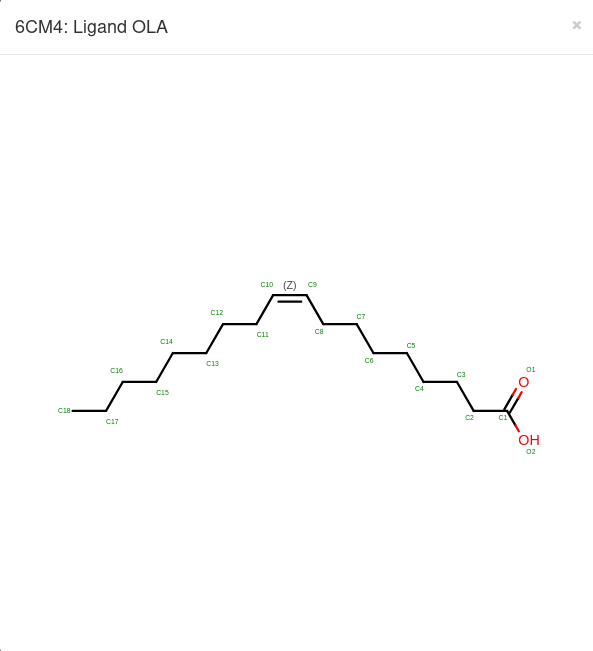 6CM4: Ligand OLA ×
C10 (Z) C9
C12 C7
C11 C8
C14 C5
C13 C6
C16 C3 O1
C15 C4 O
C18 C17 C2 C1
OH
O2